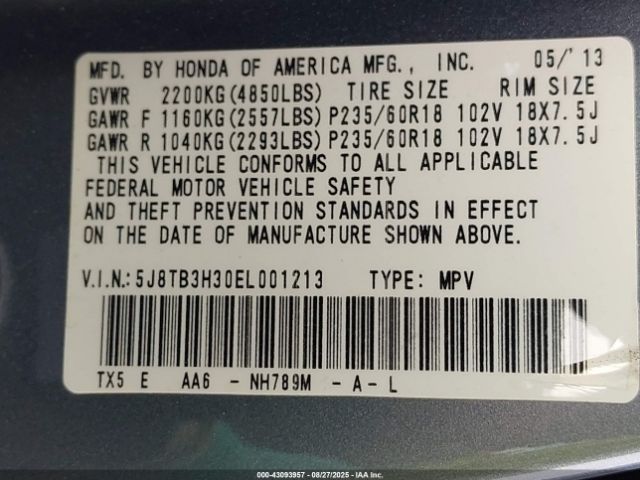 MFD. BY HONDA OF AMERICA MFG., INC. 05/'13
GVWR 2200KG(4850LBS) TIRE SIZE RIM SIZE
GAWR F 1160KG(2557LBS) P235/60R18 102V 18X7.5J
GAWR R 1040KG(2293LBS) P235/60R18 102V 18X7.5J
THIS VEHICLE CONFORMS TO ALL APPLICABLE
FEDERAL MOTOR VEHICLE SAFETY
AND THEFT PREVENTION STANDARDS IN EFFECT
ON THE DATE OF MANUFACTURE SHOWN ABOVE.
V.I.N.:5J8TB3H30EL001213 TYPE: MPV
TX5 E AA6 - NH789M - A - L
000-43093957 - 08/27/2025 - IAA Inc.